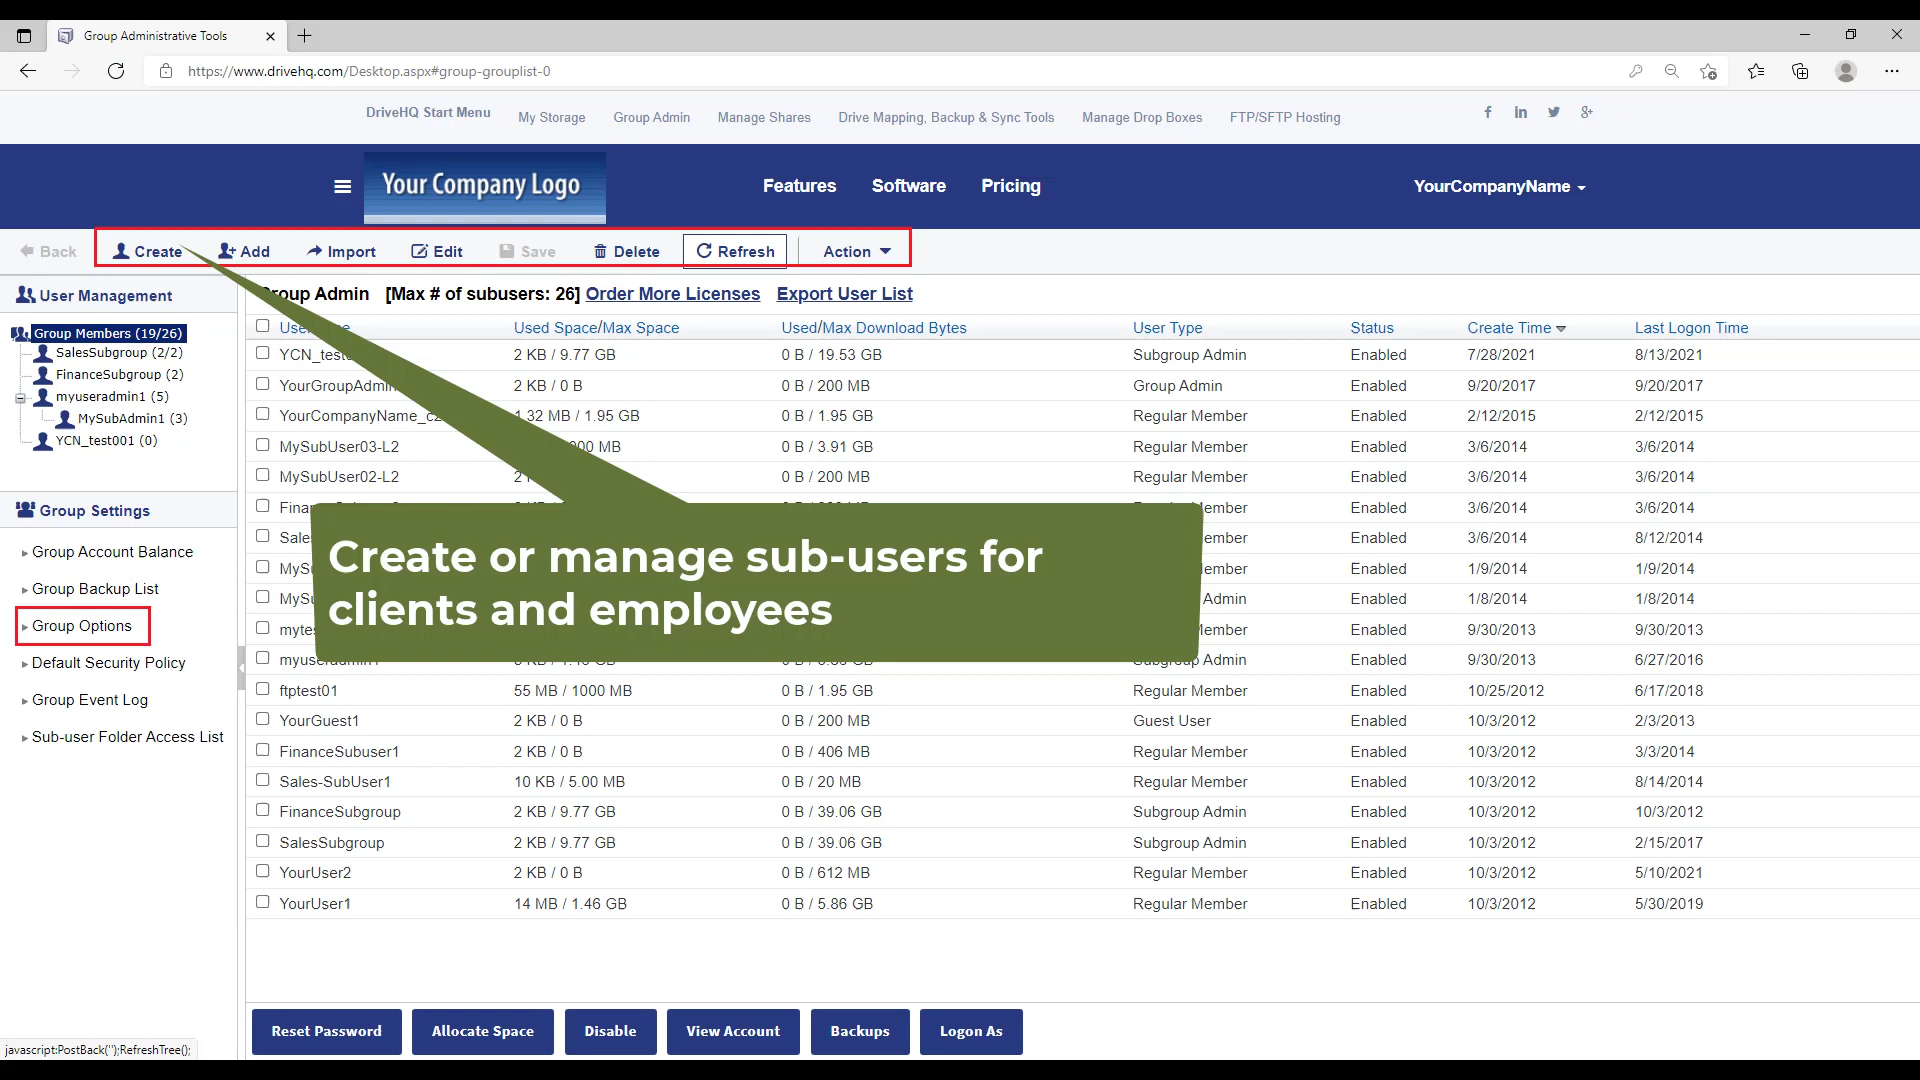 Group Administrative Tools
https://www.drivehq.com/Desktop.aspx#group-grouplist-0
DriveHQ Start Menu My Storage Group Admin Manage Shares Drive Mapping, Backup & Sync Tools Manage Drop Boxes FTP/SFTP Hosting
Your Company Logo Features Software Pricing YourCompanyName
Back Create Add Import Edit Save Delete Refresh Action
User Management
Group Members (19/26)
SalesSubgroup (2/2)
FinanceSubgroup (2)
myuseradmin1 (5)
MySubAdmin1 (3)
YCN_test001 (0)
Group Settings
Group Account Balance
Group Backup List
Group Options
Default Security Policy
Group Event Log
Sub-user Folder Access List
Group Admin [Max # of subusers: 26] Order More Licenses Export User List
Used Space/Max Space Used/Max Download Bytes User Type Status Create Time Last Logon Time
2 KB / 9.77 GB 0 B / 19.53 GB Subgroup Admin Enabled 7/28/2021 8/13/2021
YourGroupAdmin 2 KB / 0 B 0 B / 200 MB Group Admin Enabled 9/20/2017 9/20/2017
1.32 MB / 1.95 GB 0 B / 1.95 GB Regular Member Enabled 2/12/2015 2/12/2015
MySubUser03-L2 0 B / 3.91 GB Regular Member Enabled 3/6/2014 3/6/2014
MySubUser02-L2 0 B / 200 MB Regular Member Enabled 3/6/2014 3/6/2014
Enabled 3/6/2014 3/6/2014
Enabled 3/6/2014 8/12/2014
Enabled 1/9/2014 1/9/2014
Admin Enabled 1/8/2014 1/8/2014
Enabled 9/30/2013 9/30/2013
Admin Enabled 9/30/2013 6/27/2016
ftptest01 55 MB / 1000 MB 0 B / 1.95 GB Regular Member Enabled 10/25/2012 6/17/2018
YourGuest1 2 KB / 0 B 0 B / 200 MB Guest User Enabled 10/3/2012 2/3/2013
FinanceSubuser1 2 KB / 0 B 0 B / 406 MB Regular Member Enabled 10/3/2012 3/3/2014
Sales-SubUser1 10 KB / 5.00 MB 0 B / 20 MB Regular Member Enabled 10/3/2012 8/14/2014
FinanceSubgroup 2 KB / 9.77 GB 0 B / 39.06 GB Subgroup Admin Enabled 10/3/2012 10/3/2012
SalesSubgroup 2 KB / 9.77 GB 0 B / 39.06 GB Subgroup Admin Enabled 10/3/2012 2/15/2017
YourUser2 2 KB / 0 B 0 B / 612 MB Regular Member Enabled 10/3/2012 5/10/2021
YourUser1 14 MB / 1.46 GB 0 B / 5.86 GB Regular Member Enabled 10/3/2012 5/30/2019
Create or manage sub-users for
clients and employees
Reset Password Allocate Space Disable View Account Backups Logon As
javascript:PostBack('');RefreshTree();